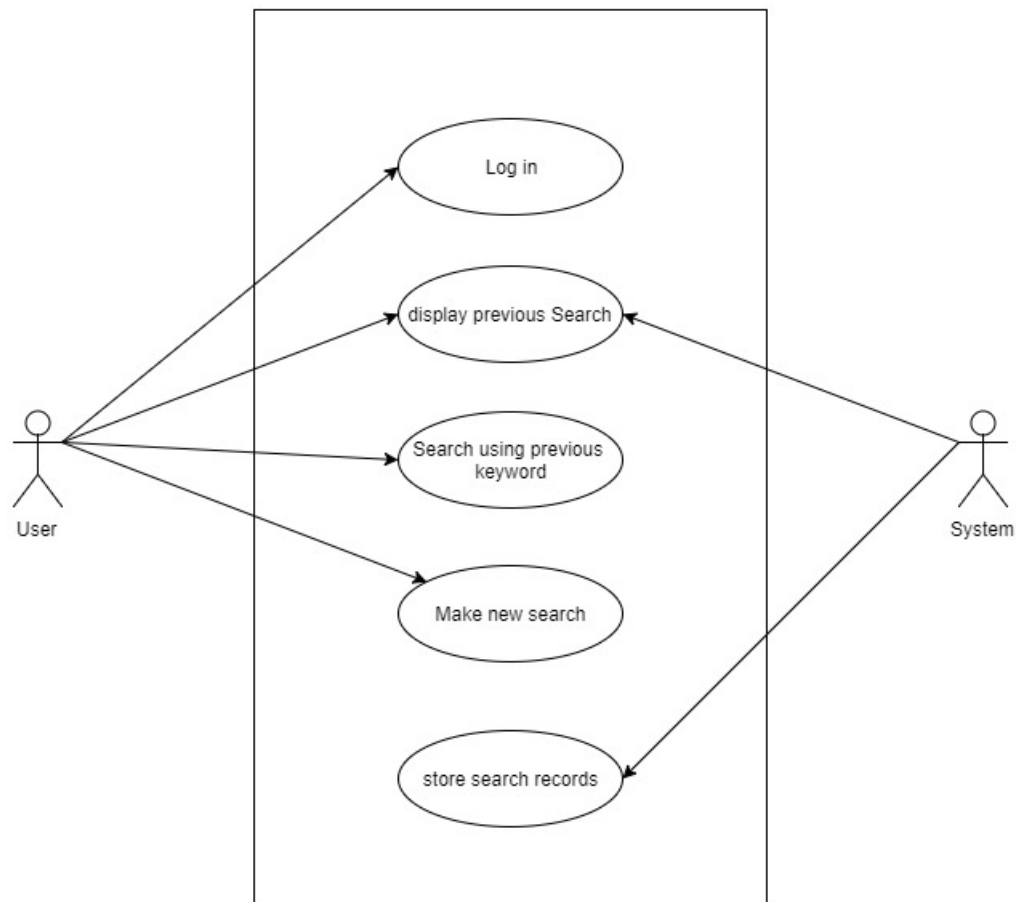 Log in
display previous Search
Search using previous
keyword
User
System
Make new search
store search records